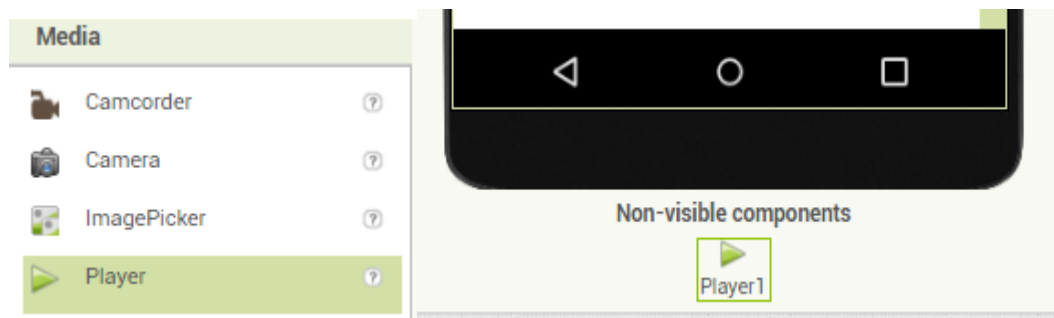 Media
Camcorder ?
Camera ?
ImagePicker ?
Player ?
Non-visible components
Player1